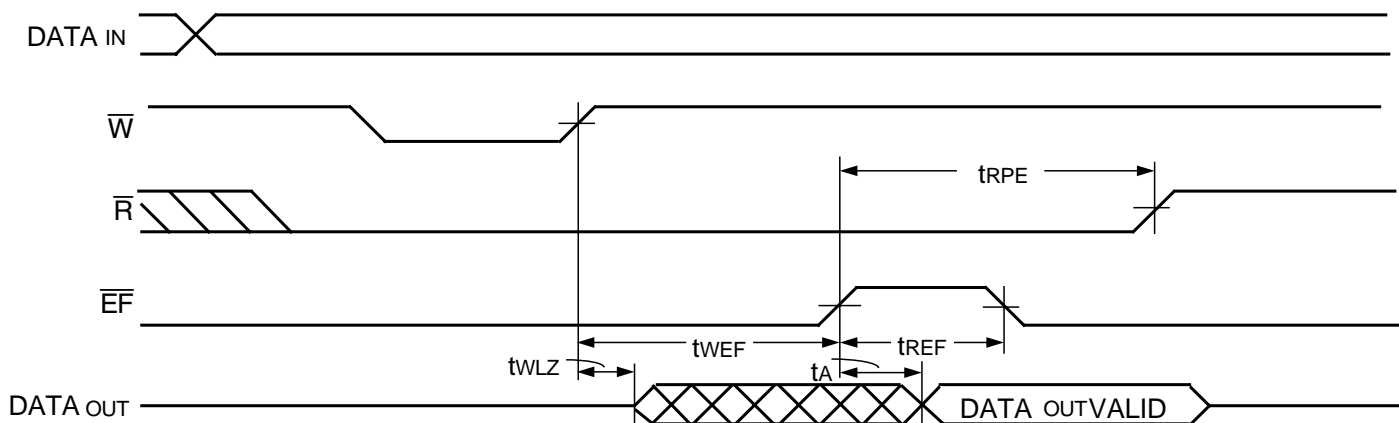 DATA IN
W
R
tRPE
EF
tWEF
tREF
tWLZ
tA
DATA OUT
DATA OUTVALID